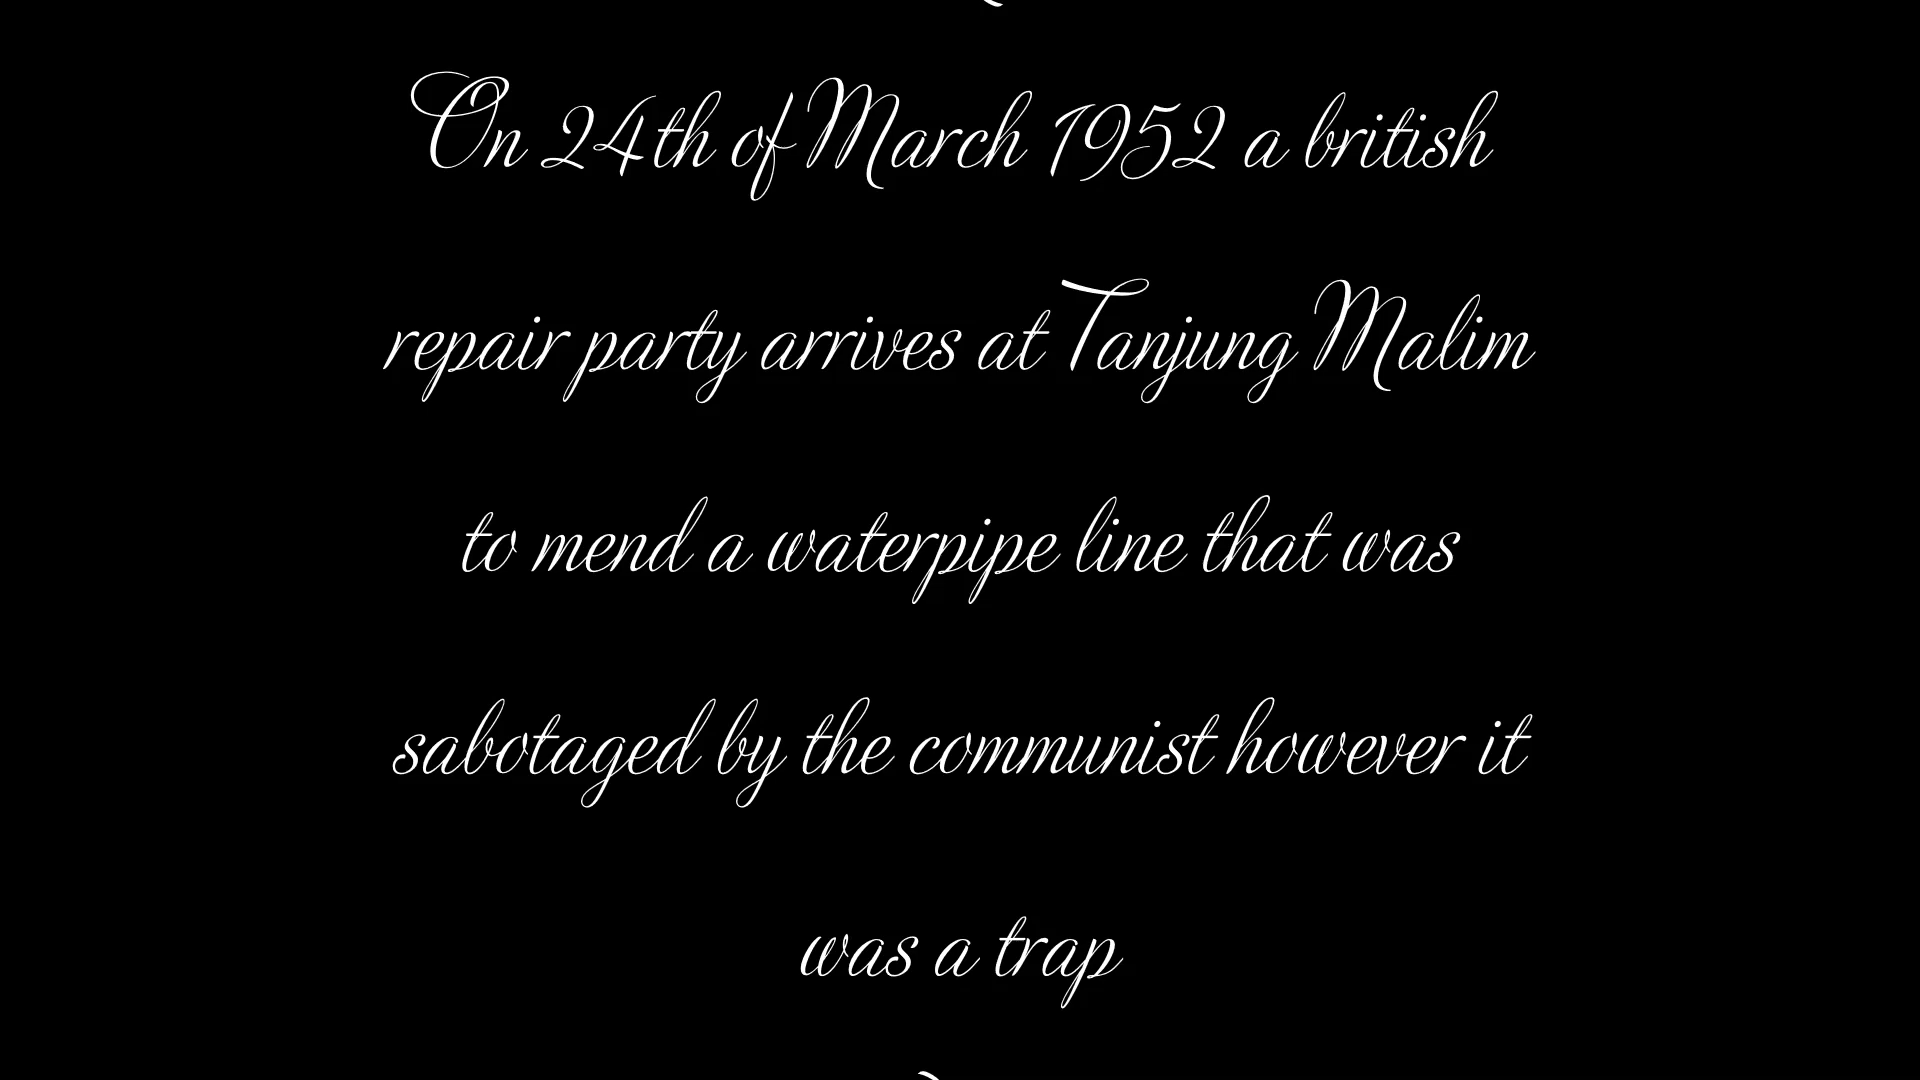 On 24th of March 1952 a british
repair party arrives at Tanjung Malim
to mend a waterpipe line that was
sabotaged by the communist however it
was a trap